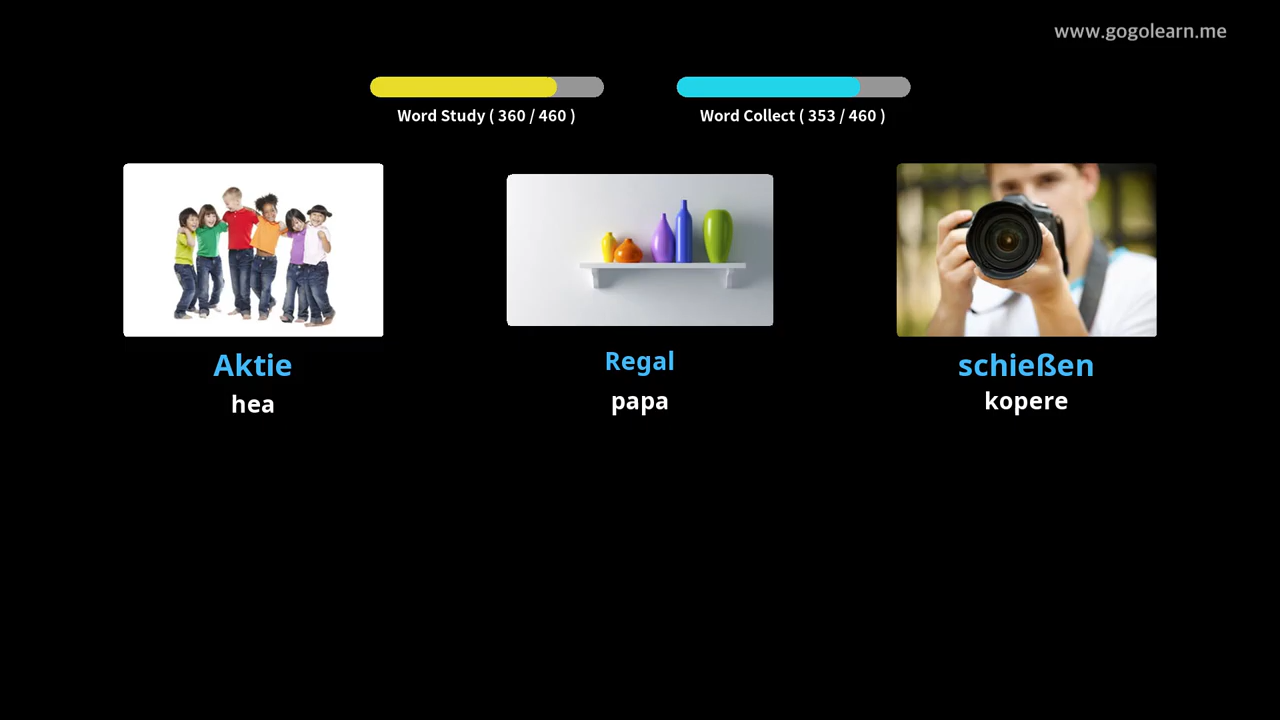 www.gogolearn.me
Word Study ( 360 / 460 )
Word Collect ( 353 / 460 )
Aktie
hea
Regal
papa
schießen
kopere